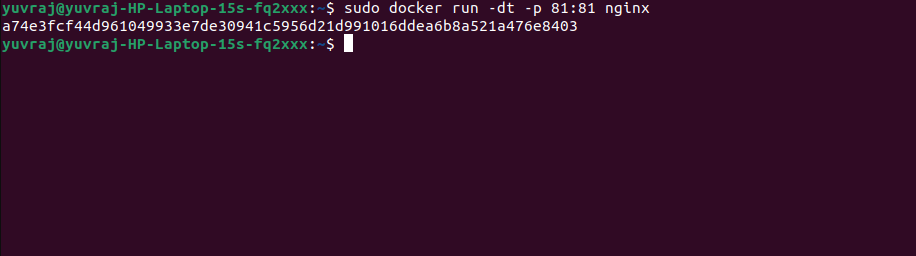 yuvraj@yuvraj-HP-Laptop-15s-fq2xxx:~$ sudo docker run -dt -p 81:81 nginx
a74e3fcf44d961049933e7de30941c5956d21d991016ddea6b8a521a476e8403
yuvraj@yuvraj-HP-Laptop-15s-fq2xxx:~$